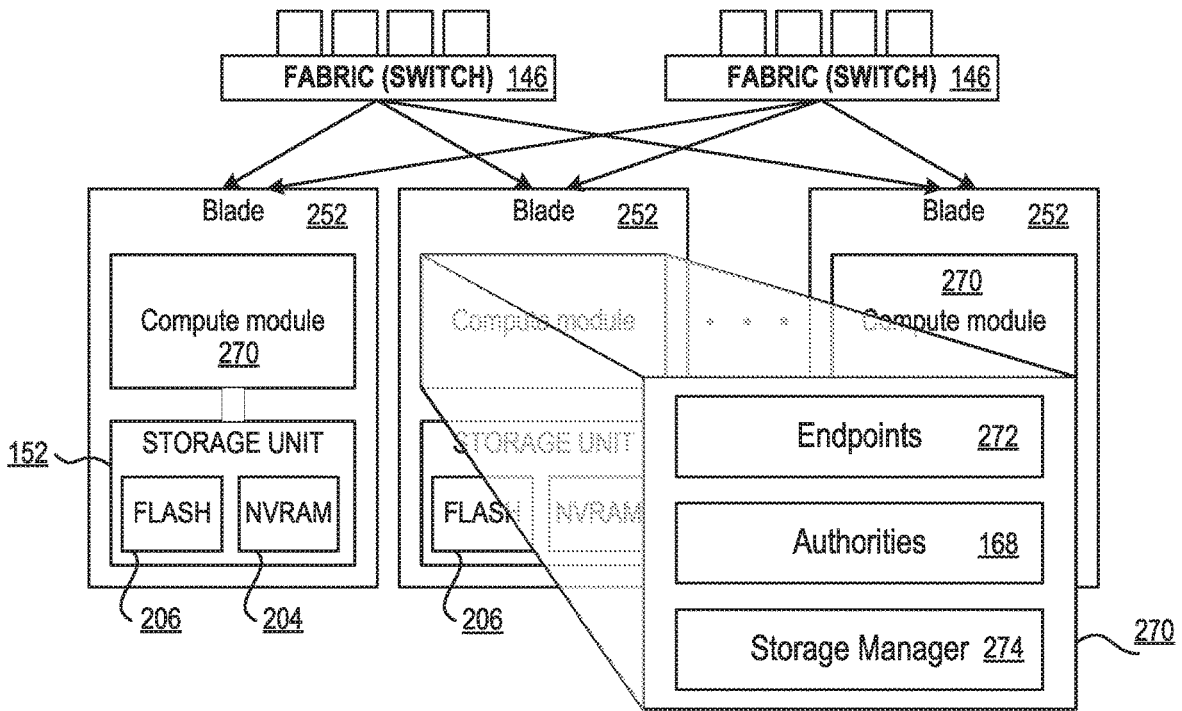 FABRIC (SWITCH) 146
FABRIC (SWITCH) 146
Blade 252
Blade 252
Blade 252
Compute module
270
Compute module
270
Compute module
STORAGE UNIT
152
FLASH
NVRAM
206
204
STORAGE UNIT
FLASH
NVRAM
206
Endpoints 272
Authorities 168
Storage Manager 274
270